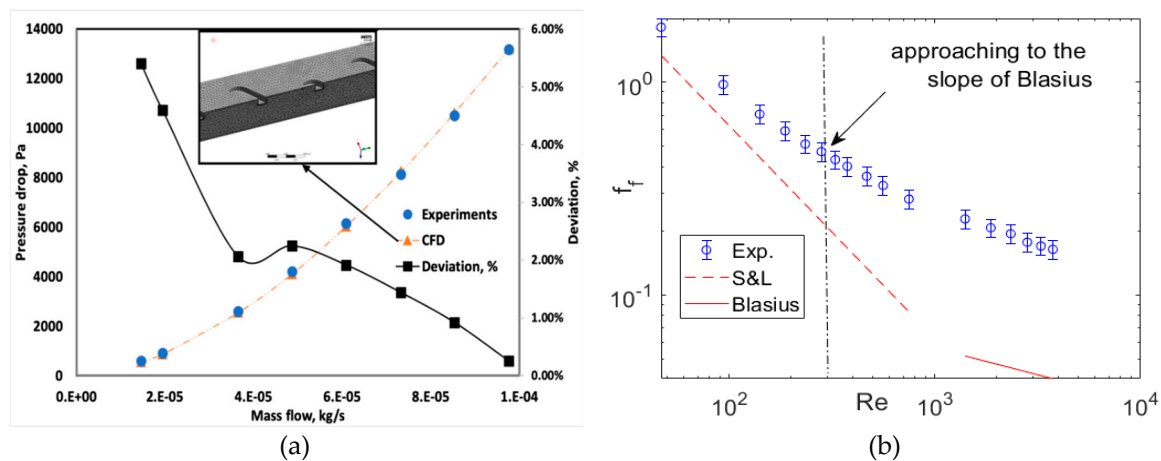 14000
12000
10000
8000
6000
4000
2000
0
Pressure drop, Pa
6.00%
5.00%
4.00%
3.00%
2.00%
1.00%
0.00%
Deviation, %
Experiments
CFD
Deviation, %
0.E+00
2.E-05
4.E-05
6.E-05
8.E-05
1.E-04
Mass flow, kg/s
(a)
approaching to the
slope of Blasius
10^0
10^-1
f_f
Exp.
S&L
Blasius
10^2
10^3
10^4
Re
(b)